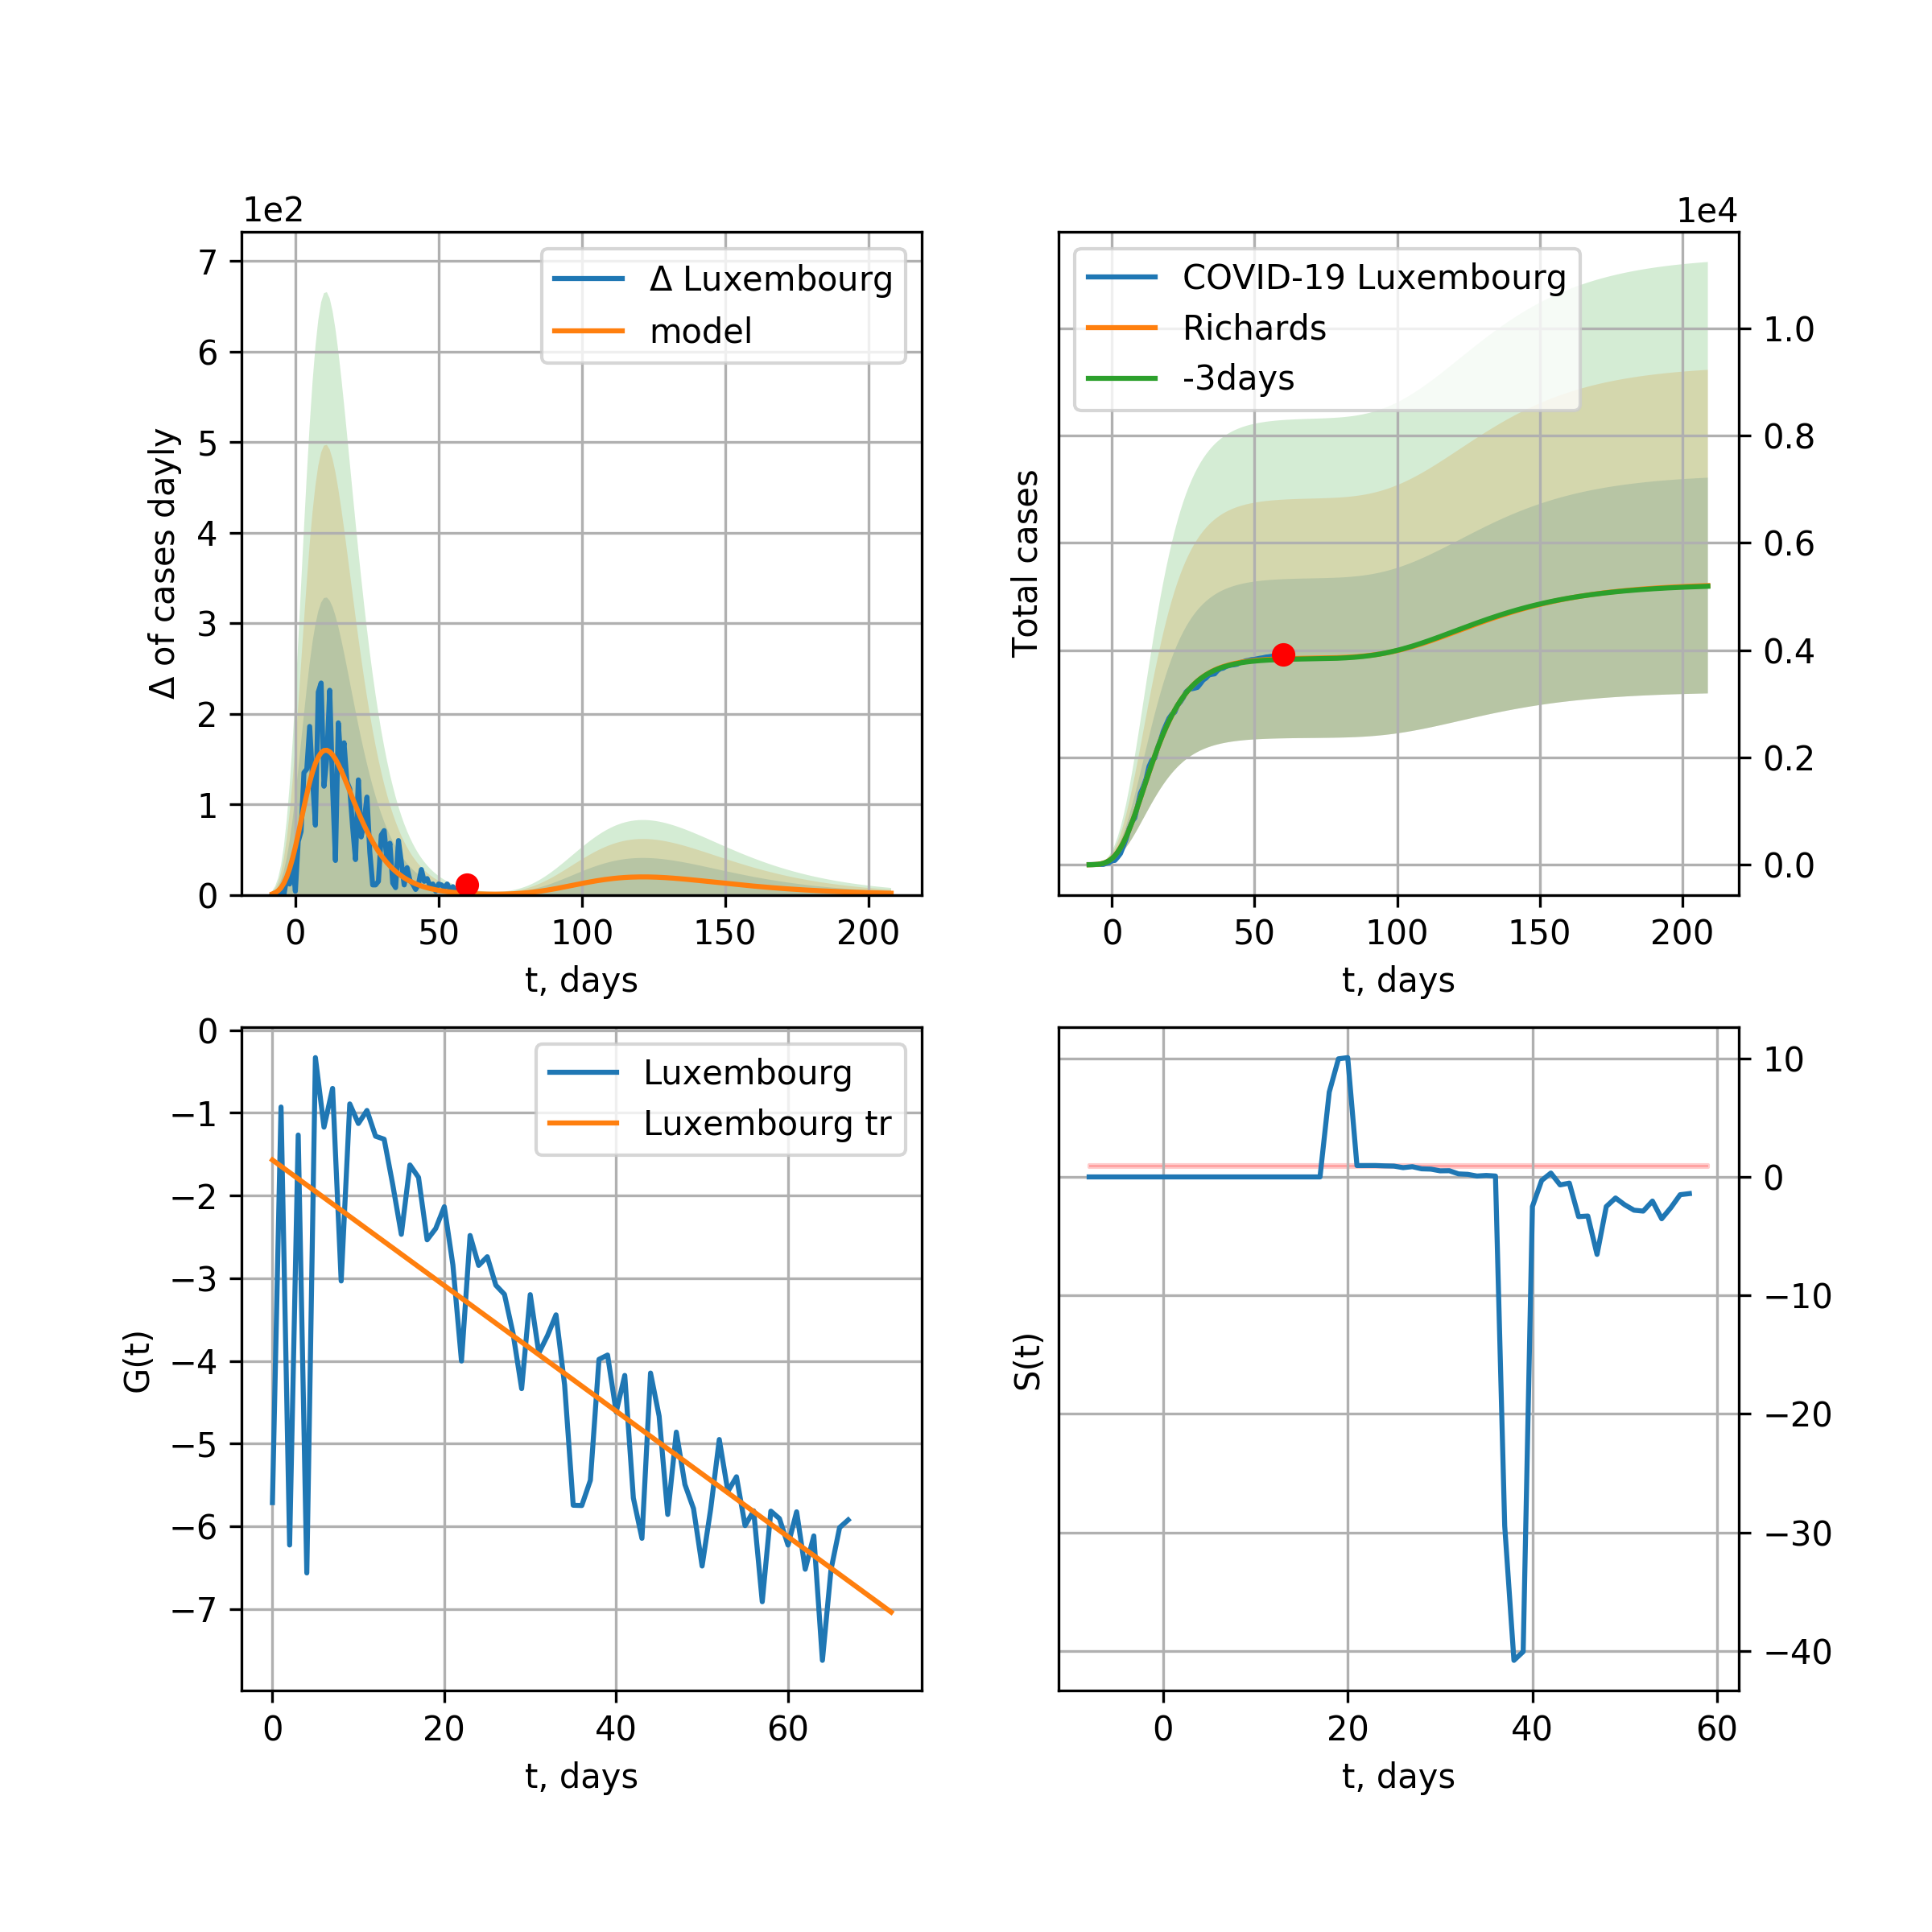 1e2
Δ of cases dayly
7
6
5
4
3
2
1
0
Δ Luxembourg
model
0 50 100 150 200
t, days
1e4
Total cases
COVID-19 Luxembourg
Richards
-3days
1.0
0.8
0.6
0.4
0.2
0.0
0 50 100 150 200
t, days
G(t)
0
−1
−2
−3
−4
−5
−6
−7
Luxembourg
Luxembourg tr
0 20 40 60
t, days
S(t)
10
0
−10
−20
−30
−40
0 20 40 60
t, days